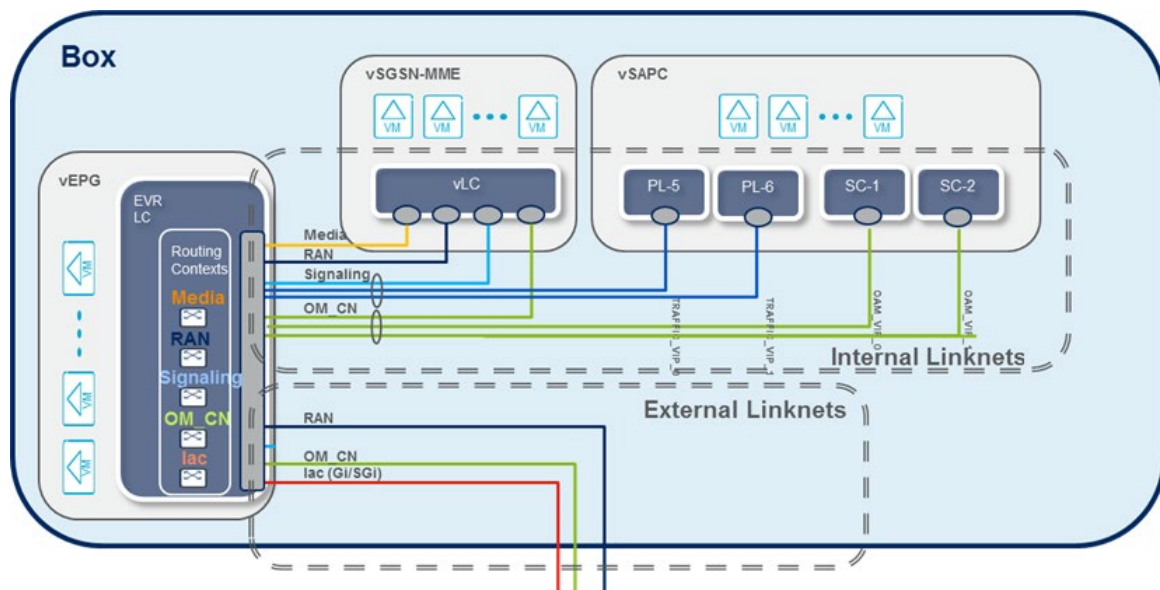 Box
vSGSN-MME
VM
VM
VM
vSAPC
VM
VM
VM
vLC
PL-5
PL-6
SC-1
SC-2
vEPG
EVR
LC
Routing
Contexts
Media
RAN
Signaling
OM_CN
Iac
VM
VM
VM
Media
RAN
Signaling
OM_CN
TRAFFIC_VIP_0
TRAFFIC_VIP_1
Internal Linknets
External Linknets
RAN
OM_CN
Iac (Gi/SGi)